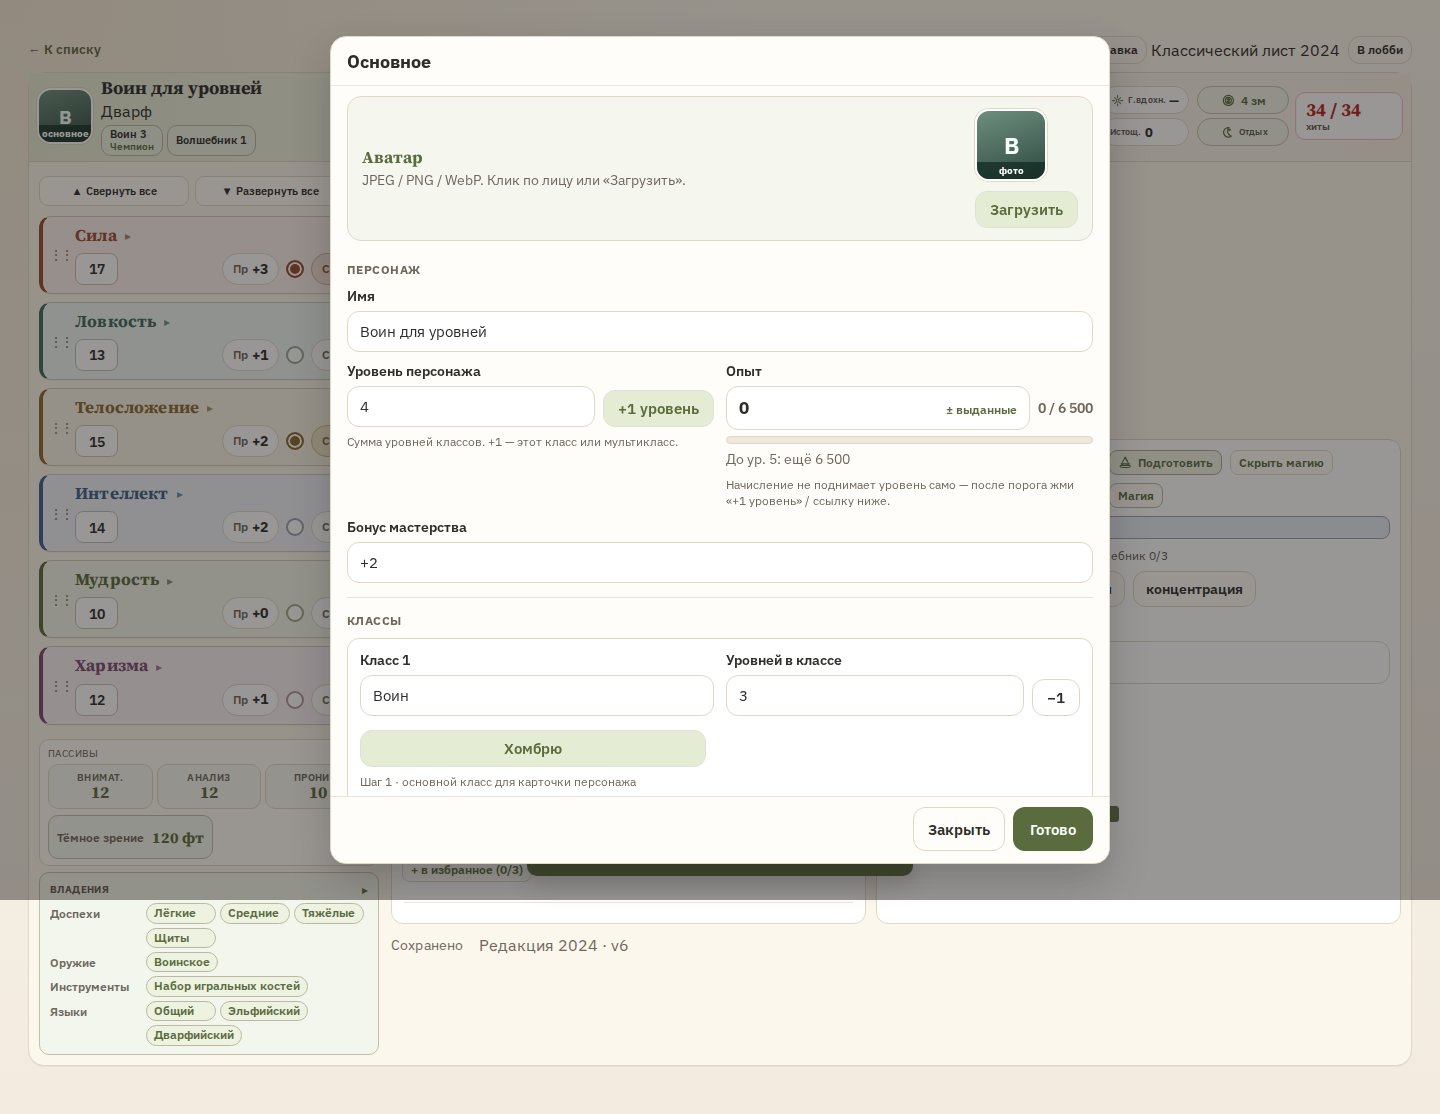 ← К списку
авка
Классический лист 2024
В лобби
В
основное
Воин для уровней
Дварф
Воин 3
Чемпион
Волшебник 1
Г.вдохн. —
4 зм
Истощ. 0
Отдых
34 / 34
хиты
▲ Свернуть все
▼ Развернуть все
Сила ▸
17
Пр +3
С
Ловкость ▸
13
Пр +1
С
Телосложение ▸
15
Пр +2
С
Интеллект ▸
14
Пр +2
С
Мудрость ▸
10
Пр +0
С
Харизма ▸
12
Пр +1
С
ПАССИВЫ
ВНИМАТ.
12
АНАЛИЗ
12
ПРОНИ
10
Тёмное зрение 120 фт
ВЛАДЕНИЯ ▸
Доспехи
Лёгкие
Средние
Тяжёлые
Щиты
Оружие
Воинское
Инструменты
Набор игральных костей
Языки
Общий
Эльфийский
Дварфийский
Основное
Аватар
JPEG / PNG / WebP. Клик по лицу или «Загрузить».
В
фото
Загрузить
ПЕРСОНАЖ
Имя
Воин для уровней
Уровень персонажа
4
+1 уровень
Сумма уровней классов. +1 — этот класс или мультикласс.
Опыт
0
± выданные
0 / 6 500
До ур. 5: ещё 6 500
Начисление не поднимает уровень само — после порога жми
«+1 уровень» / ссылку ниже.
Бонус мастерства
+2
КЛАССЫ
Класс 1
Воин
Уровней в классе
3
−1
Хомбрю
Шаг 1 · основной класс для карточки персонажа
Закрыть
Готово
Подготовить
Скрыть магию
Магия
ебник 0/3
концентрация
+ в избранное (0/3)
Сохранено
Редакция 2024 · v6